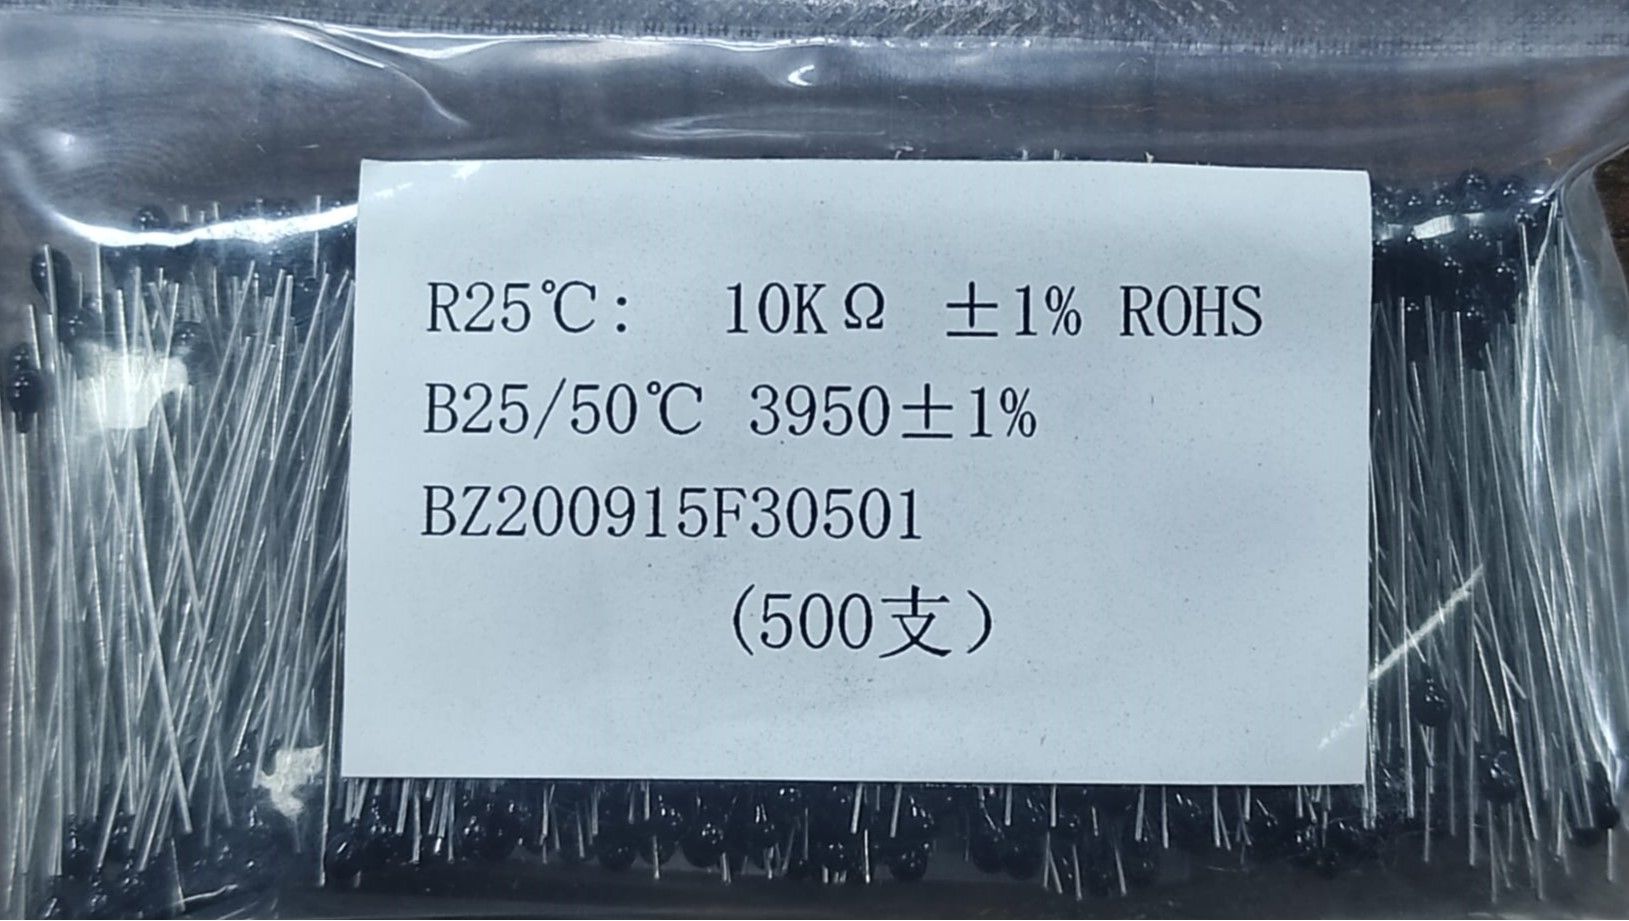 R25℃: 10KΩ ±1% ROHS
B25/50℃ 3950±1%
BZ200915F30501
(500支)